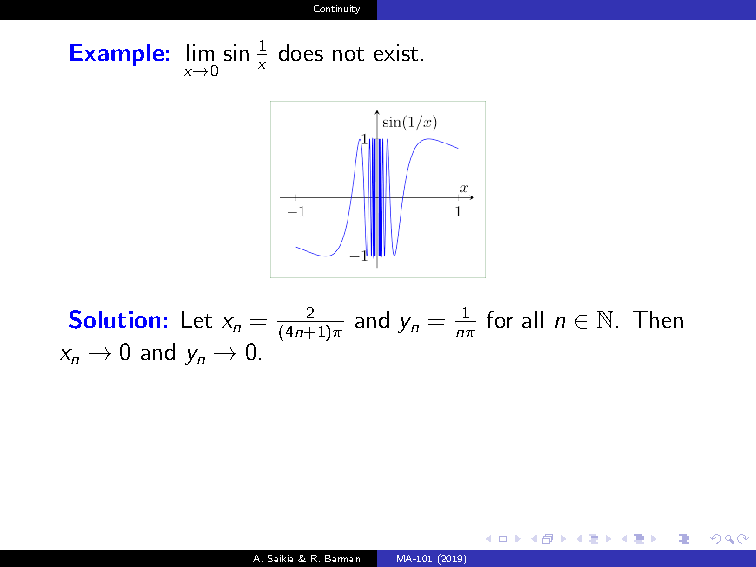 Continuity
Example: lim x→0 sin 1/x does not exist.
sin(1/x)
1
x
−1
1
−1
Solution: Let xₙ = 2/((4n+1)π) and yₙ = 1/(nπ) for all n ∈ ℕ. Then
xₙ → 0 and yₙ → 0.
A. Saikia & R. Barman MA-101 (2019)